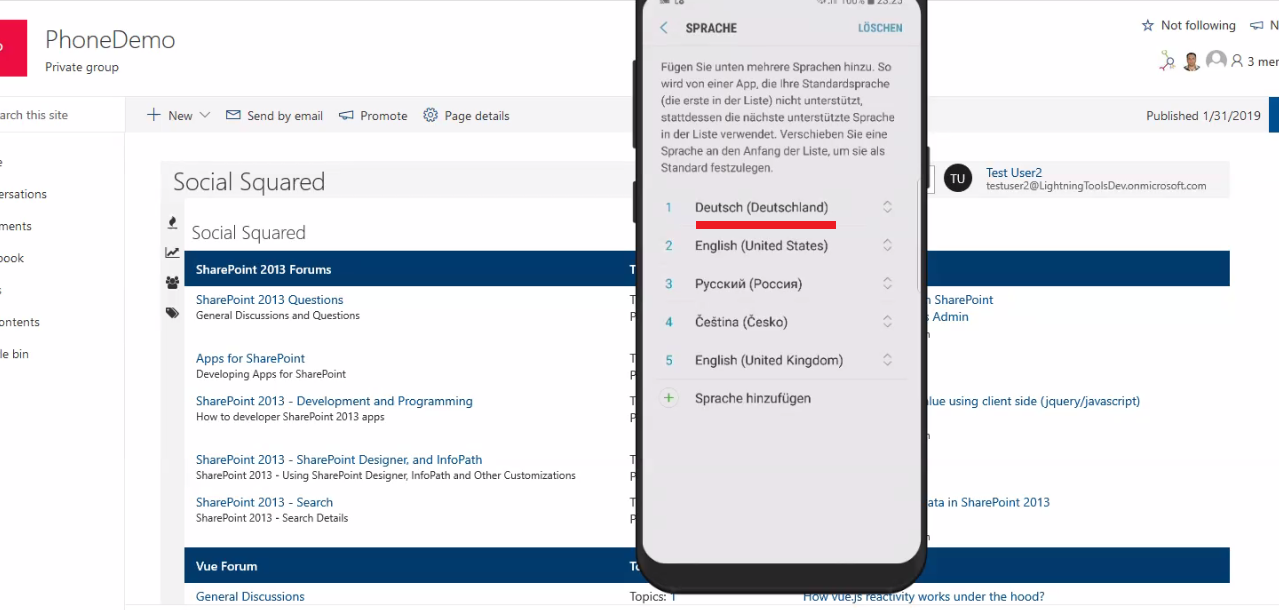 PhoneDemo
Private group
Not following
3
arch this site
New
Send by email
Promote
Page details
Published 1/31/2019
ersations
ments
ook
ontents
le bin
Social Squared
TU
Test User2
testuser2@LightningToolsDev.onmicrosoft.com
Social Squared
SharePoint 2013 Forums
SharePoint 2013 Questions
General Discussions and Questions
SharePoint
Admin
Apps for SharePoint
Developing Apps for SharePoint
SharePoint 2013 - Development and Programming
How to developer SharePoint 2013 apps
alue using client side (jquery/javascript)
SharePoint 2013 - SharePoint Designer, and InfoPath
SharePoint 2013 - Using SharePoint Designer, InfoPath and Other Customizations
SharePoint 2013 - Search
SharePoint 2013 - Search Details
ata in SharePoint 2013
Vue Forum
General Discussions
Topics: 1
How vue.js reactivity works under the hood?
100% 23:25
SPRACHE
LÖSCHEN
Fügen Sie unten mehrere Sprachen hinzu. So
wird von einer App, die Ihre Standardsprache
(die erste in der Liste) nicht unterstützt,
stattdessen die nächste unterstützte Sprache
in der Liste verwendet. Verschieben Sie eine
Sprache an den Anfang der Liste, um sie als
Standard festzulegen.
1 Deutsch (Deutschland)
2 English (United States)
3 Русский (Россия)
4 Čeština (Česko)
5 English (United Kingdom)
Sprache hinzufügen